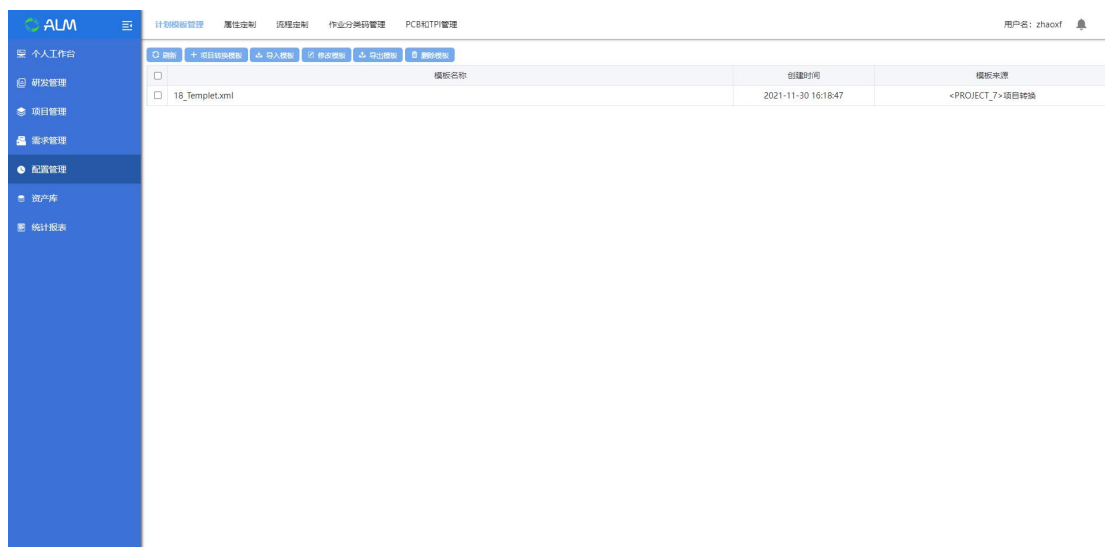 ALM 计划模板管理 属性定制 流程定制 作业分类码管理 PCB和TPI管理 用户名：zhaoxf
个人工作台
研发管理
项目管理
需求管理
配置管理
资产库
统计报表
刷新 项目转换模板 导入模板 修改模板 导出模板 删除模板
模板名称 创建时间 模板来源
18_Templet.xml 2021-11-30 16:18:47 <PROJECT_7>项目转换